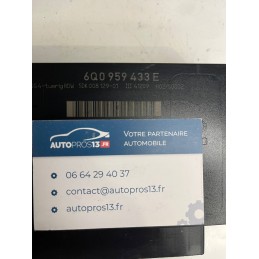 6Q0 959 433 E
AUTOPROS13.FR
VOTRE PARTENAIRE
AUTOMOBILE
06 64 29 40 37
contact@autopros13.fr
autopros13.fr